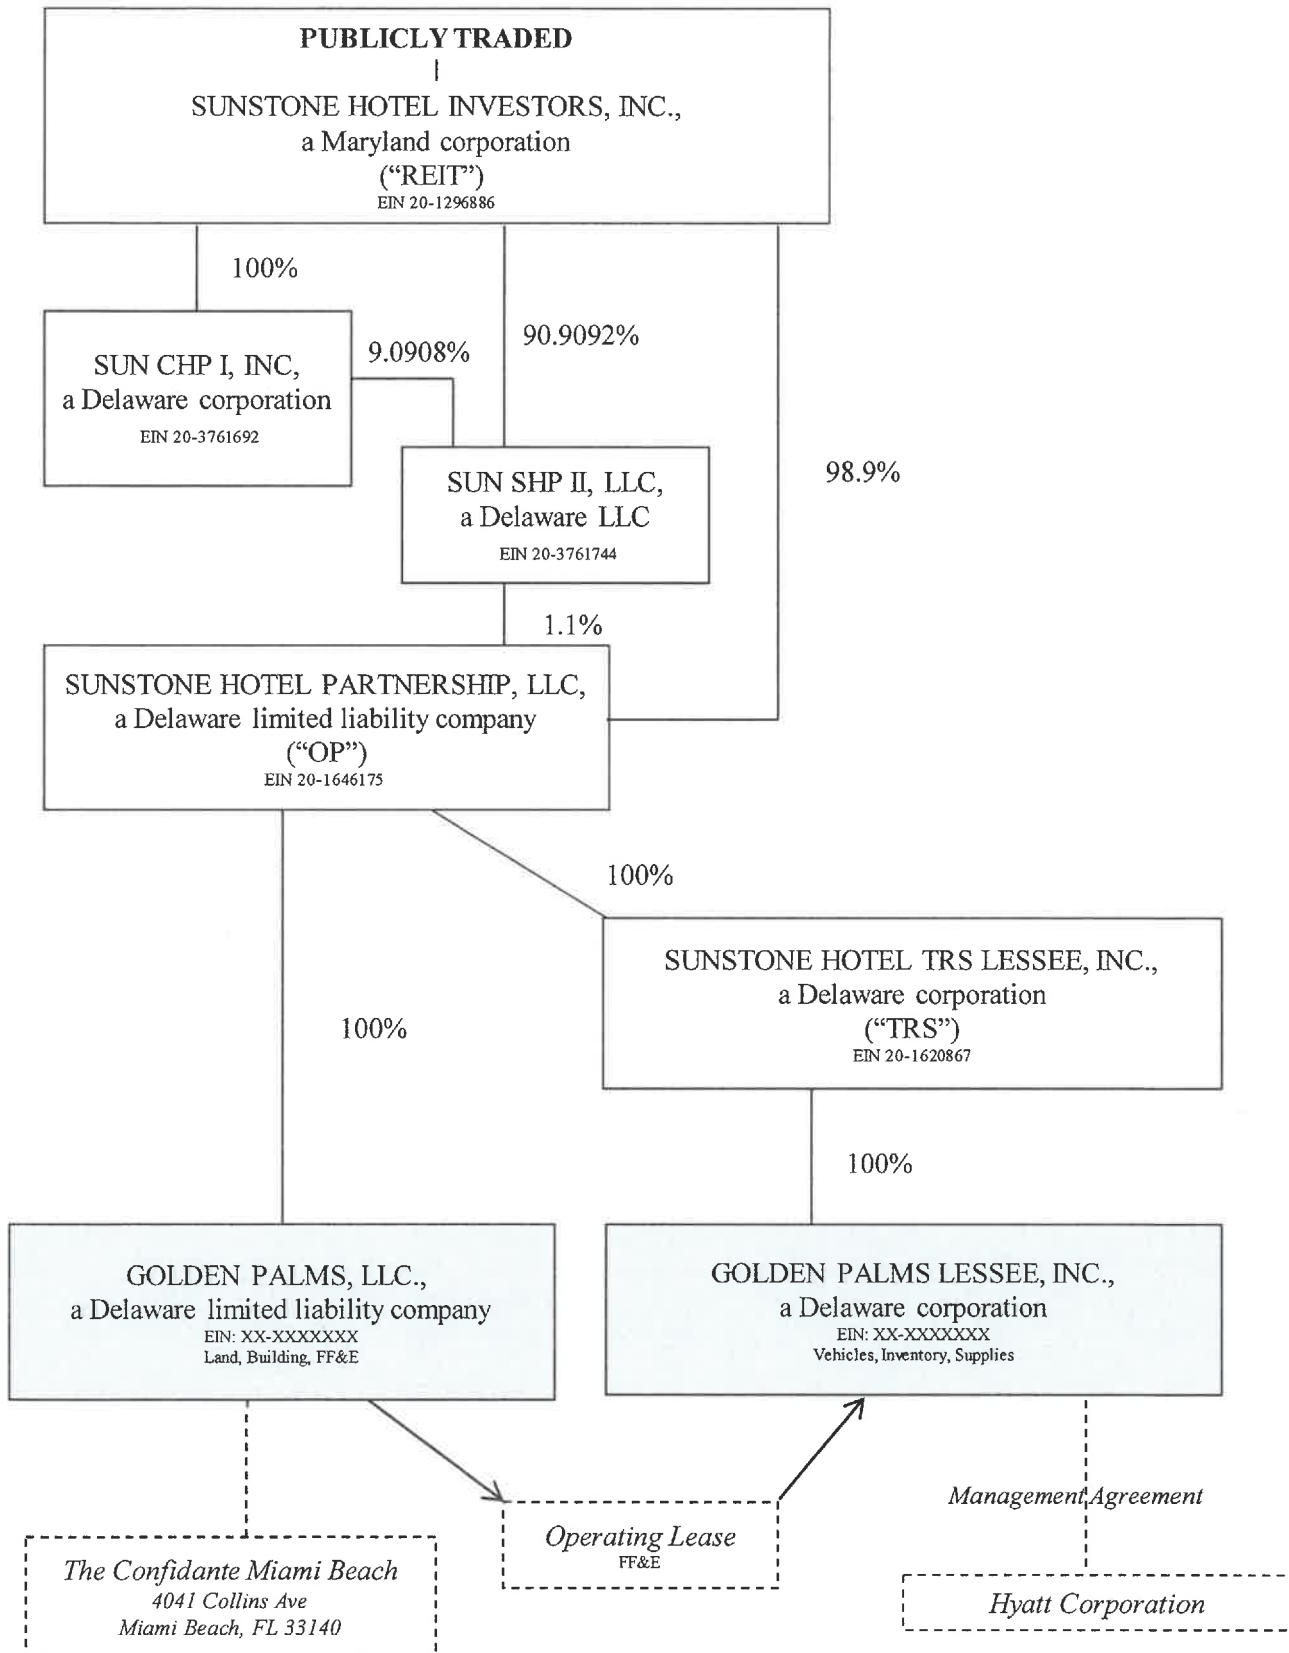 PUBLICLY TRADED
SUNSTONE HOTEL INVESTORS, INC.,
a Maryland corporation
(“REIT”)
EIN 20-1296886
100%
9.0908%
90.9092%
SUN CHP I, INC,
a Delaware corporation
EIN 20-3761692
98.9%
SUN SHP II, LLC,
a Delaware LLC
EIN 20-3761744
1.1%
SUNSTONE HOTEL PARTNERSHIP, LLC,
a Delaware limited liability company
(“OP”)
EIN 20-1646175
100%
SUNSTONE HOTEL TRS LESSEE, INC.,
a Delaware corporation
(“TRS”)
EIN 20-1620867
100%
100%
GOLDEN PALMS, LLC.,
a Delaware limited liability company
EIN: XX-XXXXXXX
Land, Building, FF&E
GOLDEN PALMS LESSEE, INC.,
a Delaware corporation
EIN: XX-XXXXXXX
Vehicles, Inventory, Supplies
Management Agreement
Operating Lease
FF&E
The Confidante Miami Beach
4041 Collins Ave
Miami Beach, FL 33140
Hyatt Corporation